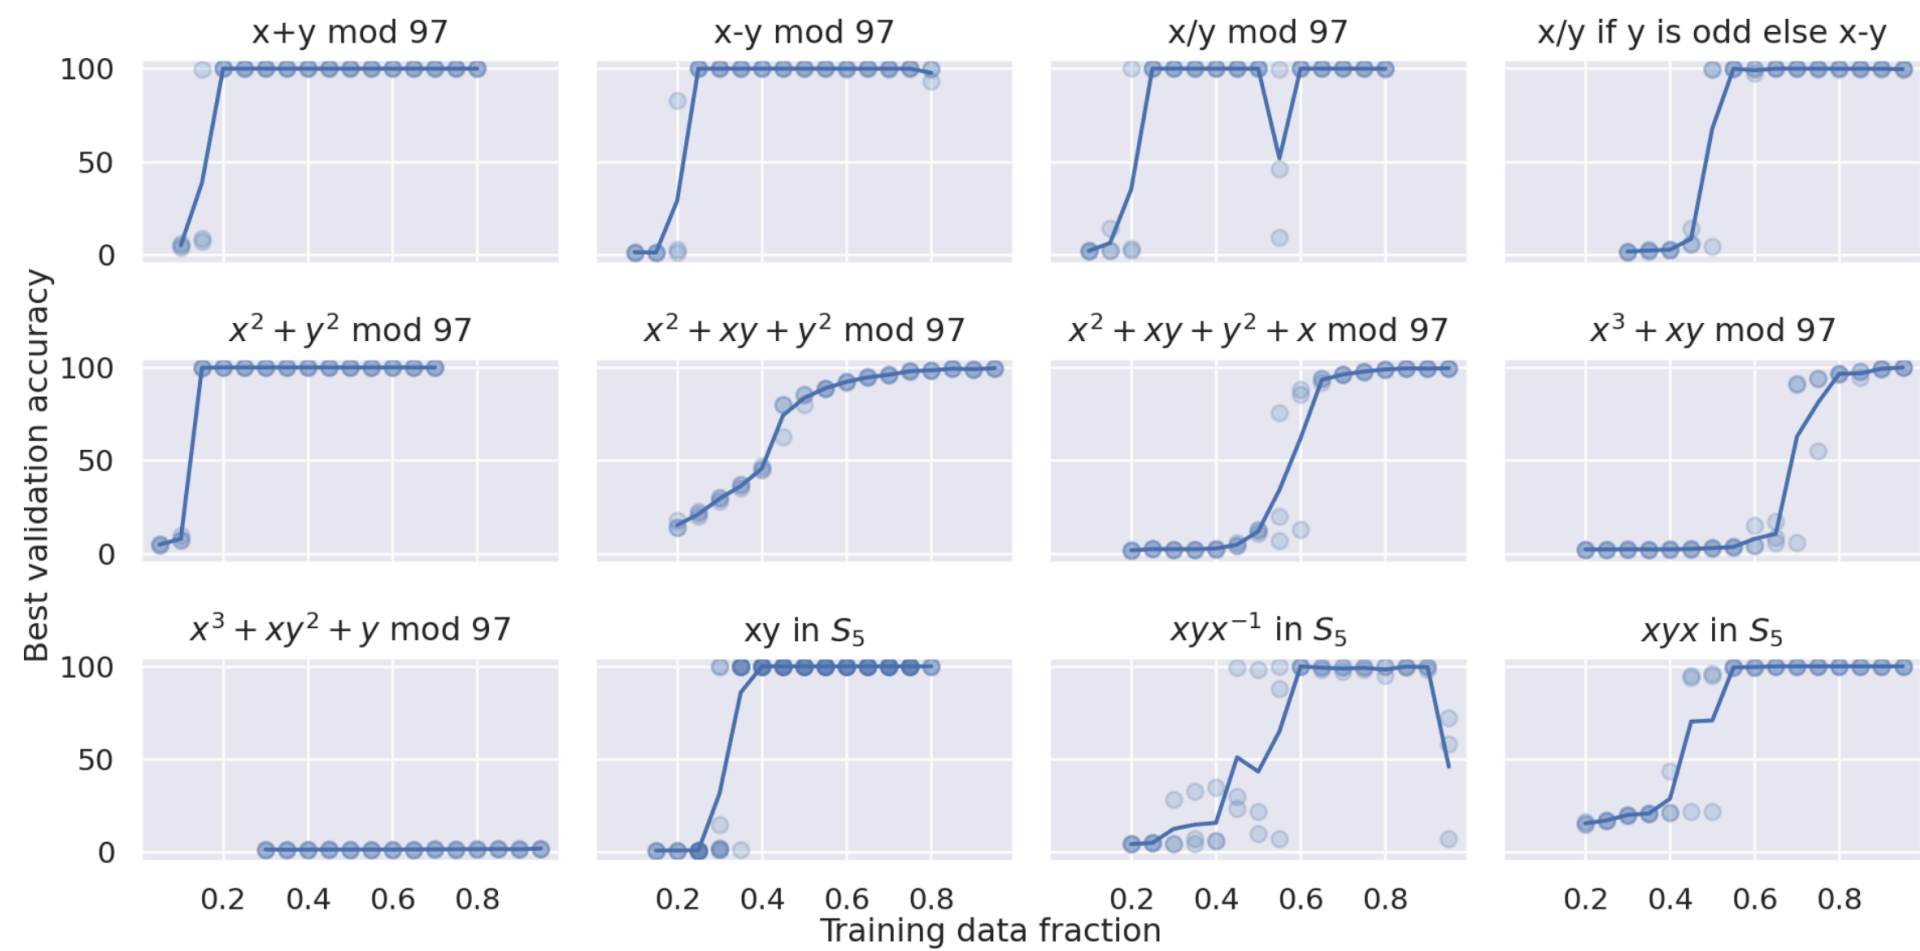 x+y mod 97
x-y mod 97
x/y mod 97
x/y if y is odd else x-y
100
50
0
x² + y² mod 97
x² + xy + y² mod 97
x² + xy + y² + x mod 97
x³ + xy mod 97
100
50
0
x³ + xy² + y mod 97
xy in S₅
xyx⁻¹ in S₅
xyx in S₅
100
50
0
0.2 0.4 0.6 0.8
0.2 0.4 0.6 0.8
0.2 0.4 0.6 0.8
0.2 0.4 0.6 0.8
Best validation accuracy
Training data fraction